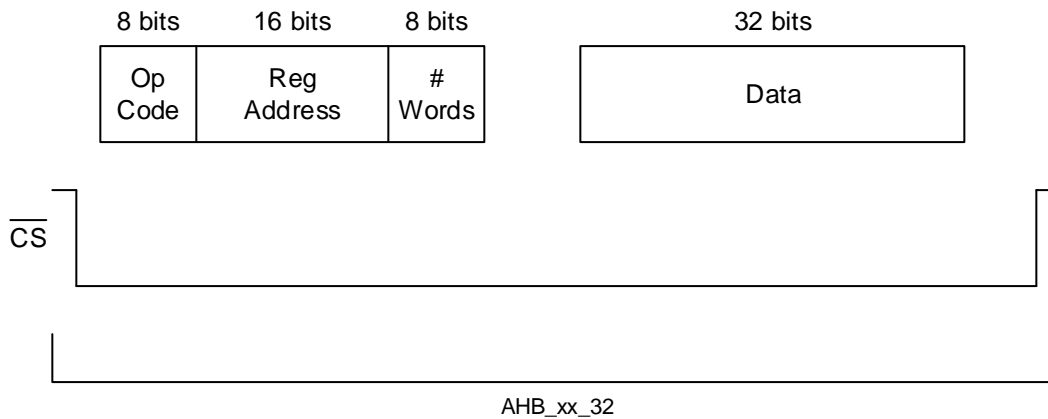 8 bits 16 bits 8 bits 32 bits
Op Code
Reg Address
# Words
Data
CS
AHB_xx_32